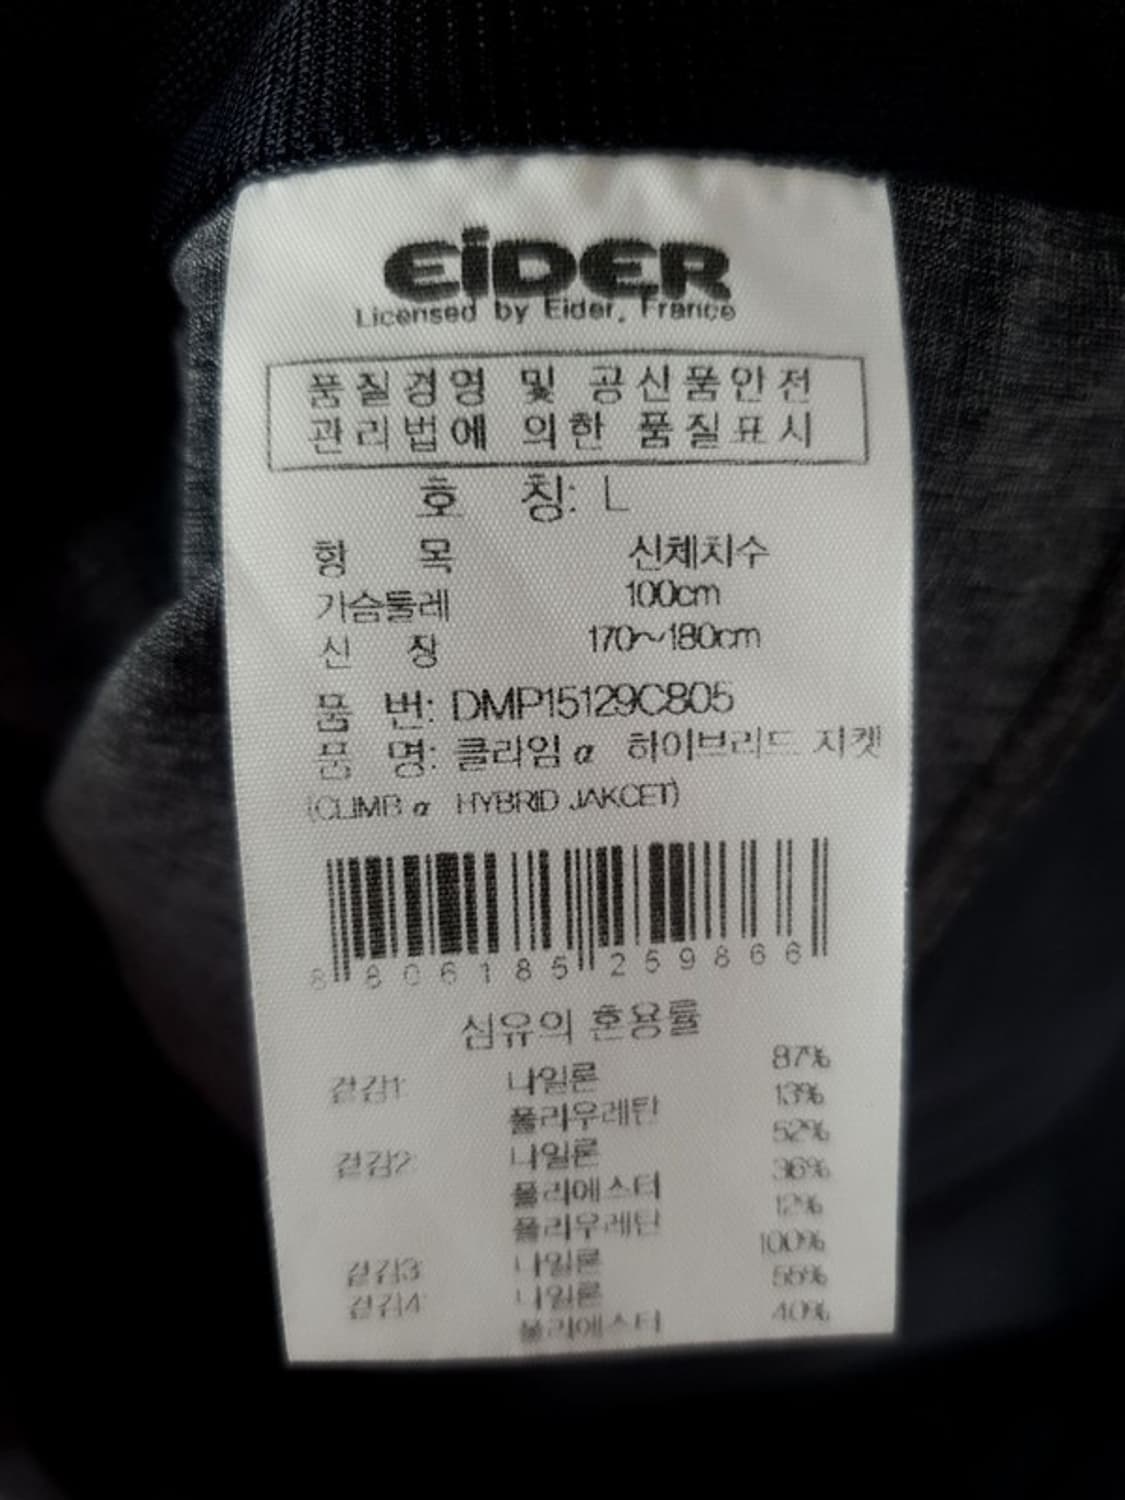 EiDER
Licensed by Eider, France
품질경영 및 공신품안전
관리법에 의한 품질표시
호 칭: L
항 목 신체치수
가슴둘레 100cm
신 장 170~180cm
품 번: DMP15129C805
품 명: 클라임 α 하이브리드 자켓
(CLIMB α HYBRID JAKCET)
8 806185 259866
섬유의 혼용률
겉감1: 나일론 87%
폴리우레탄 13%
겉감2: 나일론 52%
폴리에스터 36%
폴리우레탄 12%
겉감3: 나일론 100%
겉감4: 나일론 55%
폴리에스터 40%